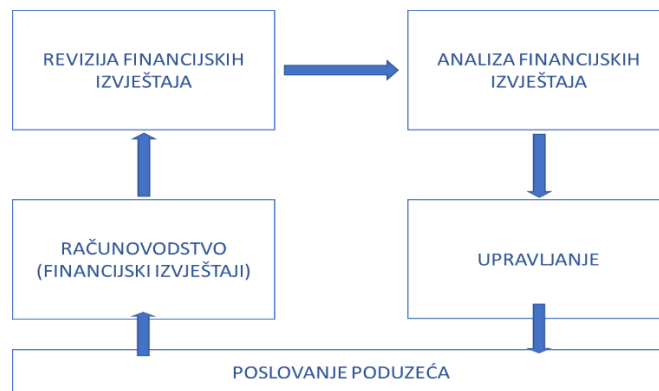 REVIZIJA FINANCIJSKIH
IZVJEŠTAJA
ANALIZA FINANCIJSKIH
IZVJEŠTAJA
RAČUNOVODSTVO
(FINANCIJSKI IZVJEŠTAJI)
UPRAVLJANJE
POSLOVANJE PODUZEĆA